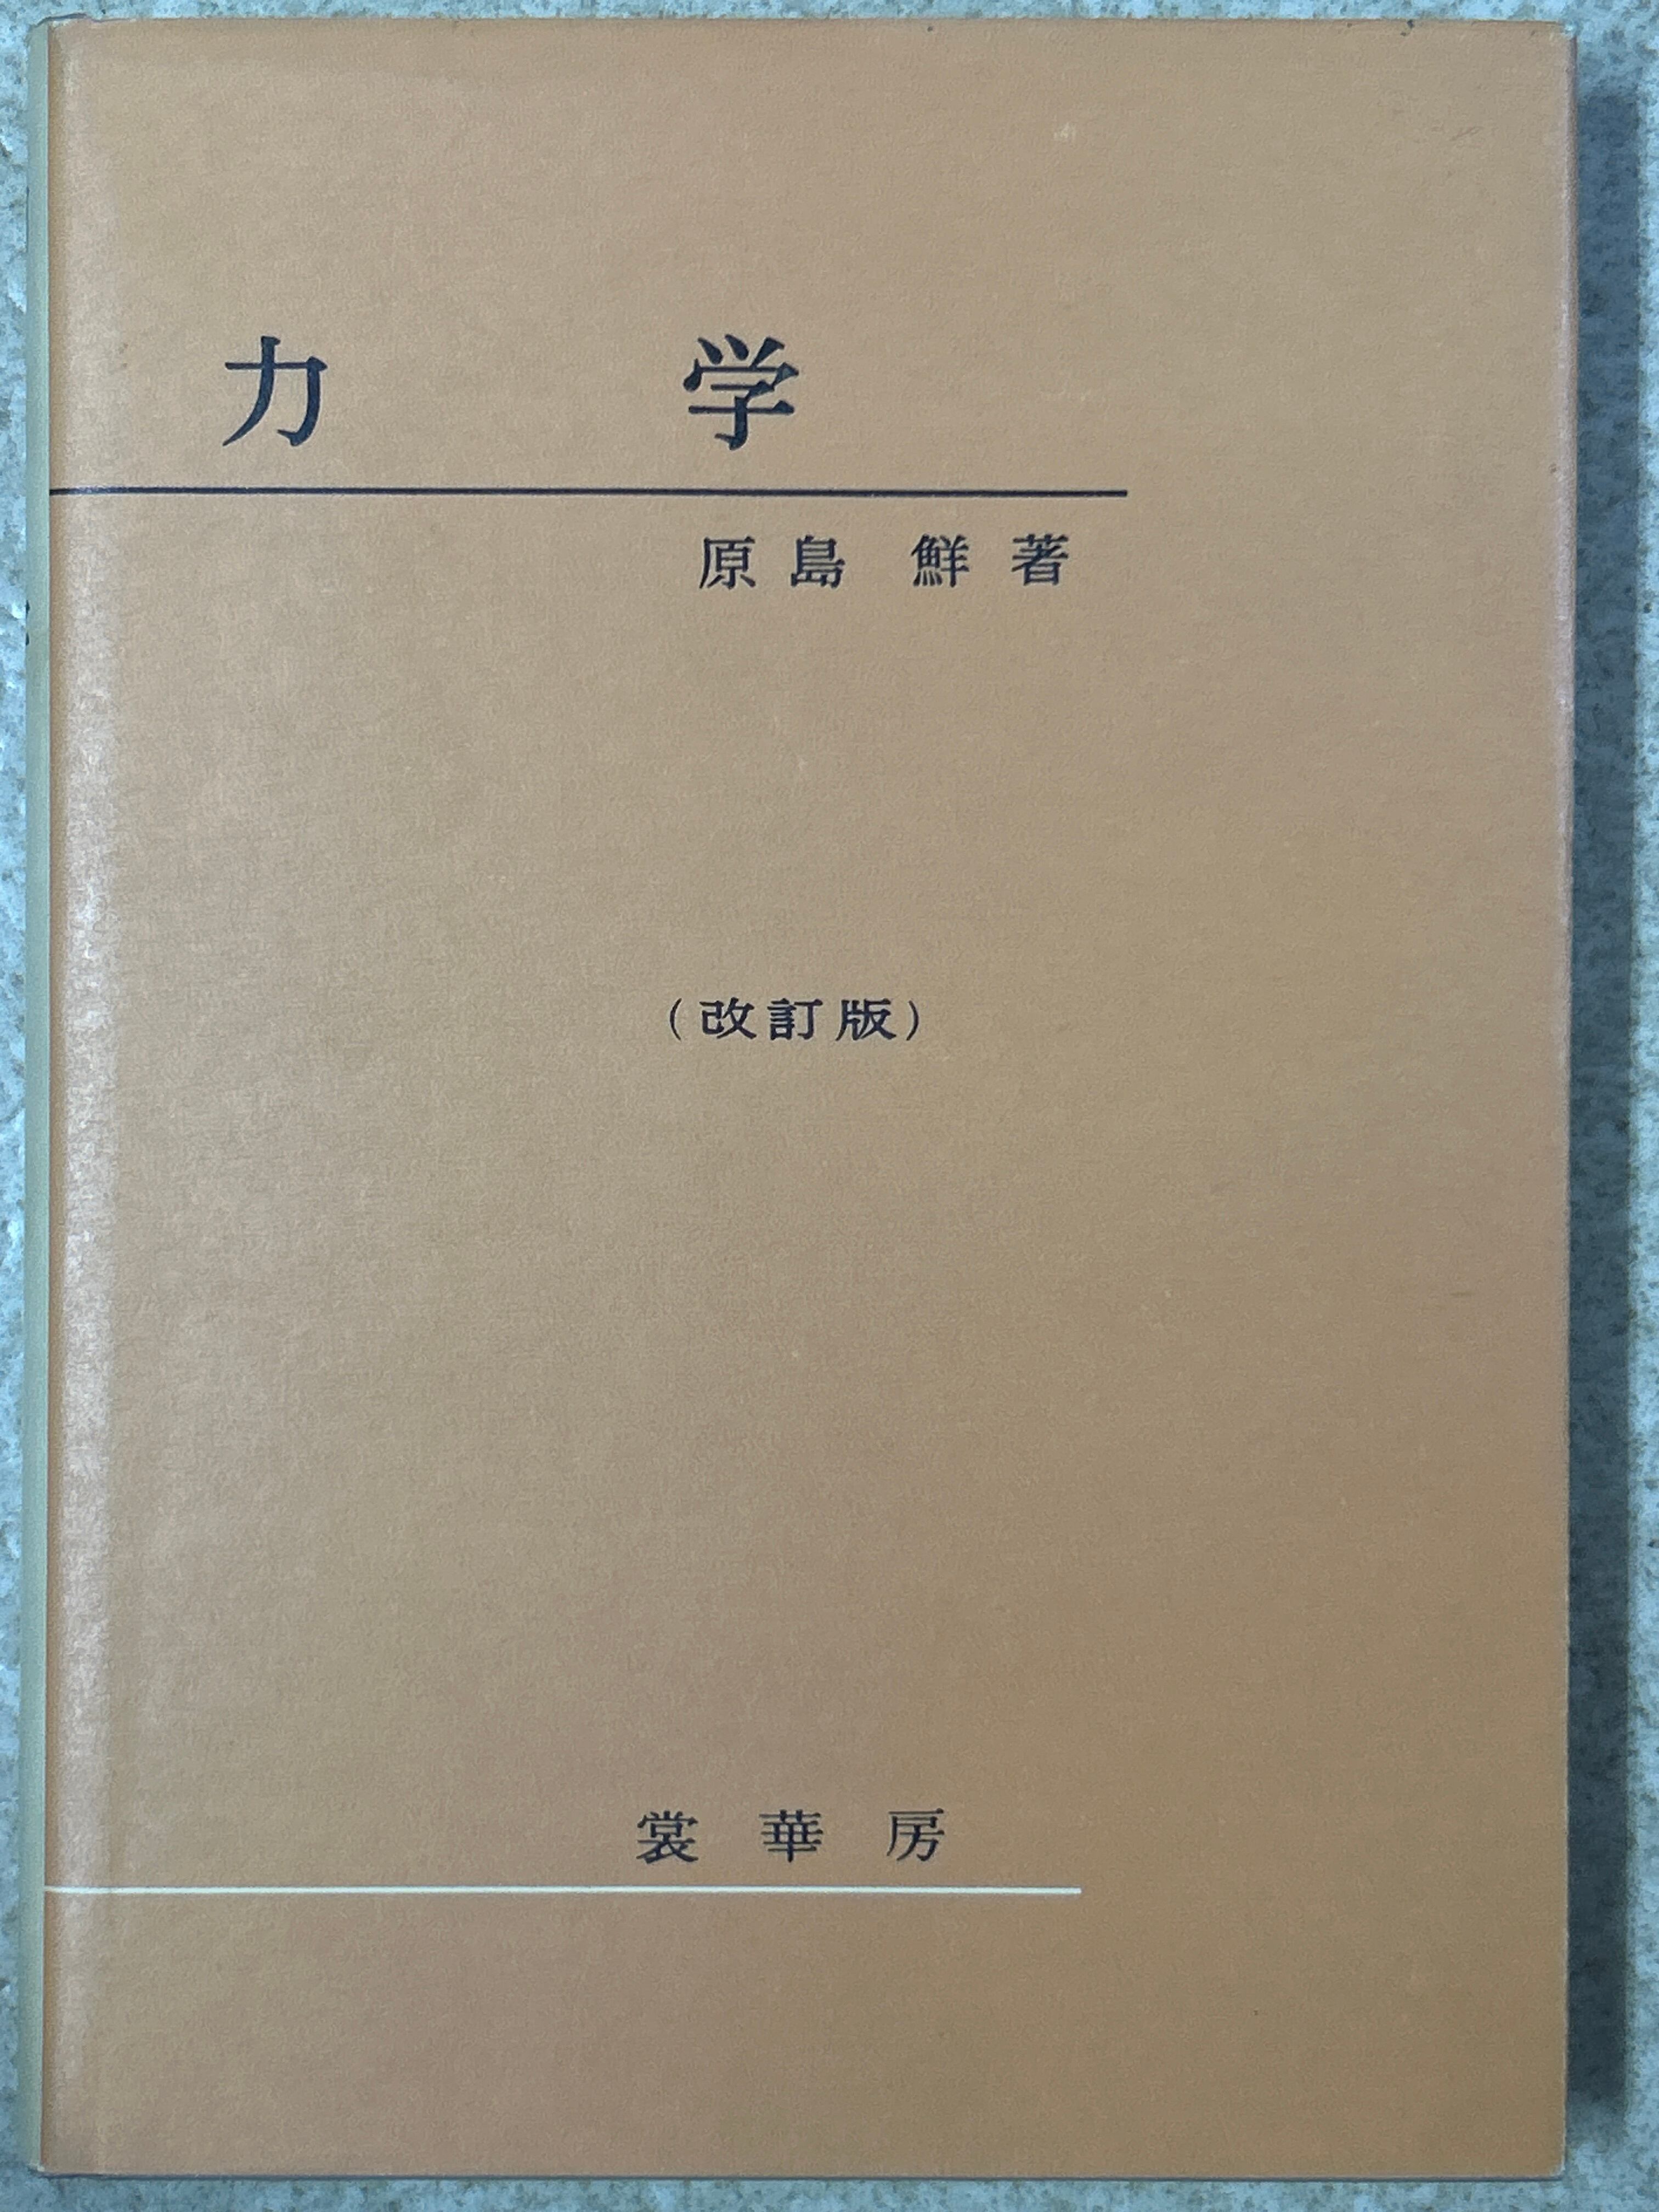 力 学
原島 鮮 著
(改訂版)
裳華房